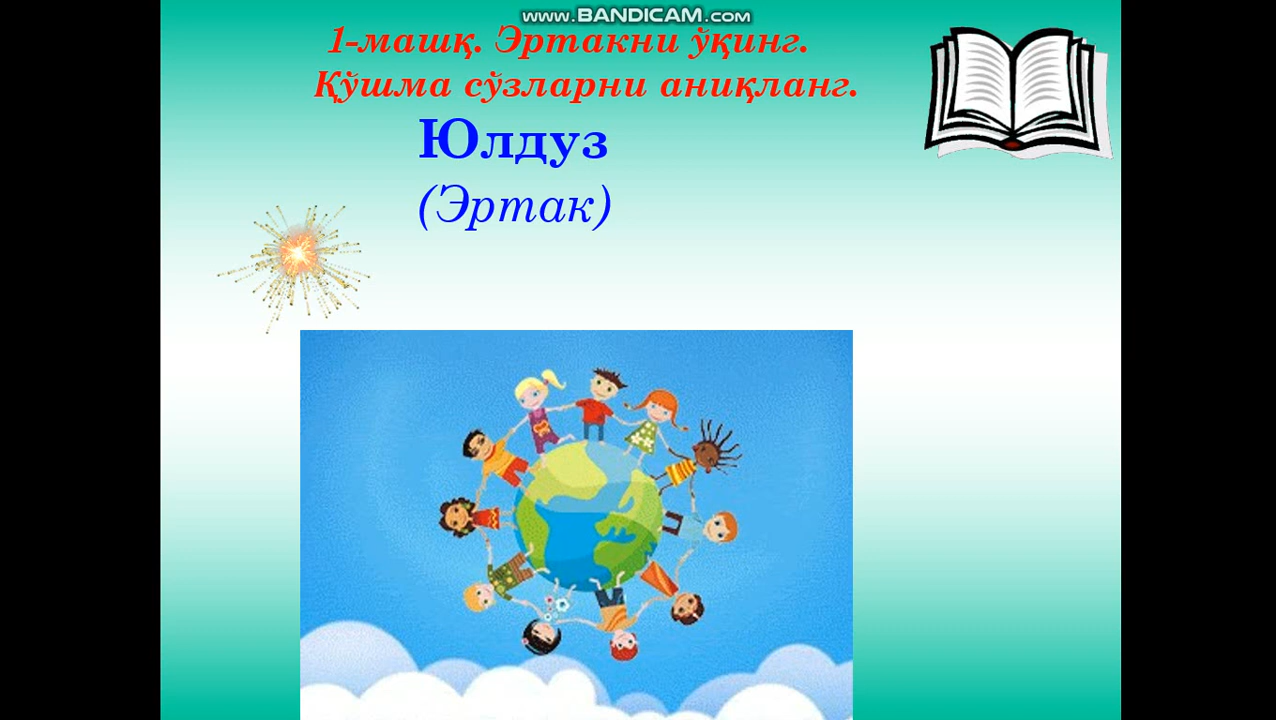 www.BANDICAM.com
1-машқ. Эртакни ўқинг.
Қўшма сўзларни аниқланг.
Юлдуз
(Эртак)